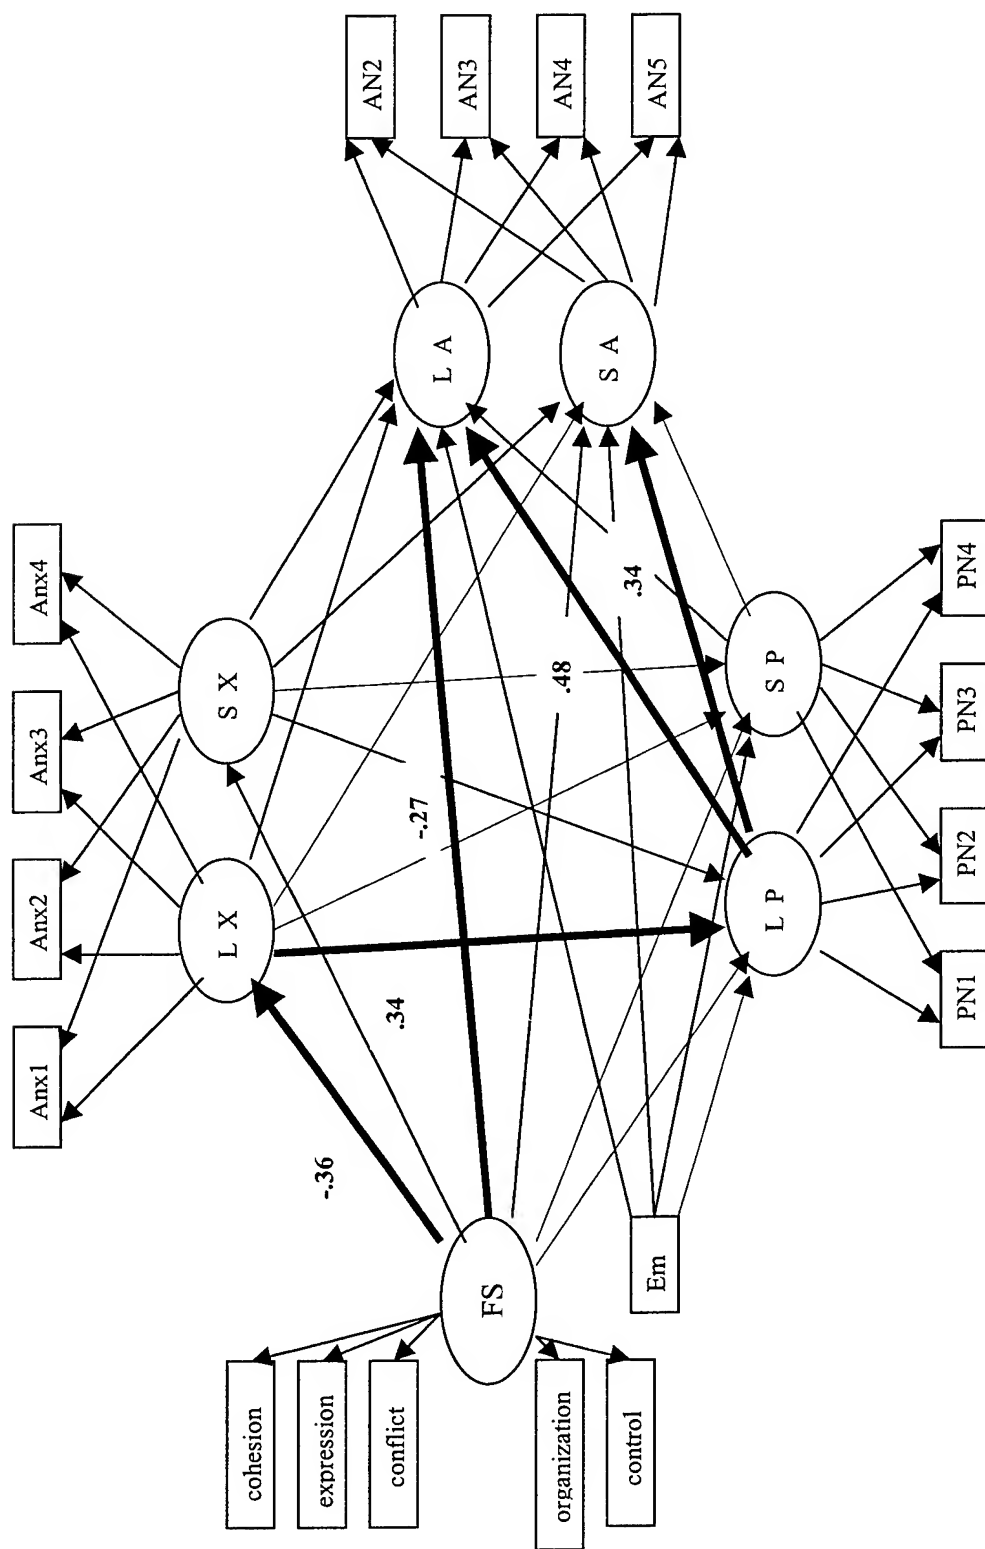 Anx1
Anx2
Anx3
Anx4
cohesion
expression
conflict
organization
control
FS
Em
L X
S X
L P
S P
L A
S A
-.36
.34
-.27
.48
.34
AN2
AN3
AN4
AN5
PN1
PN2
PN3
PN4